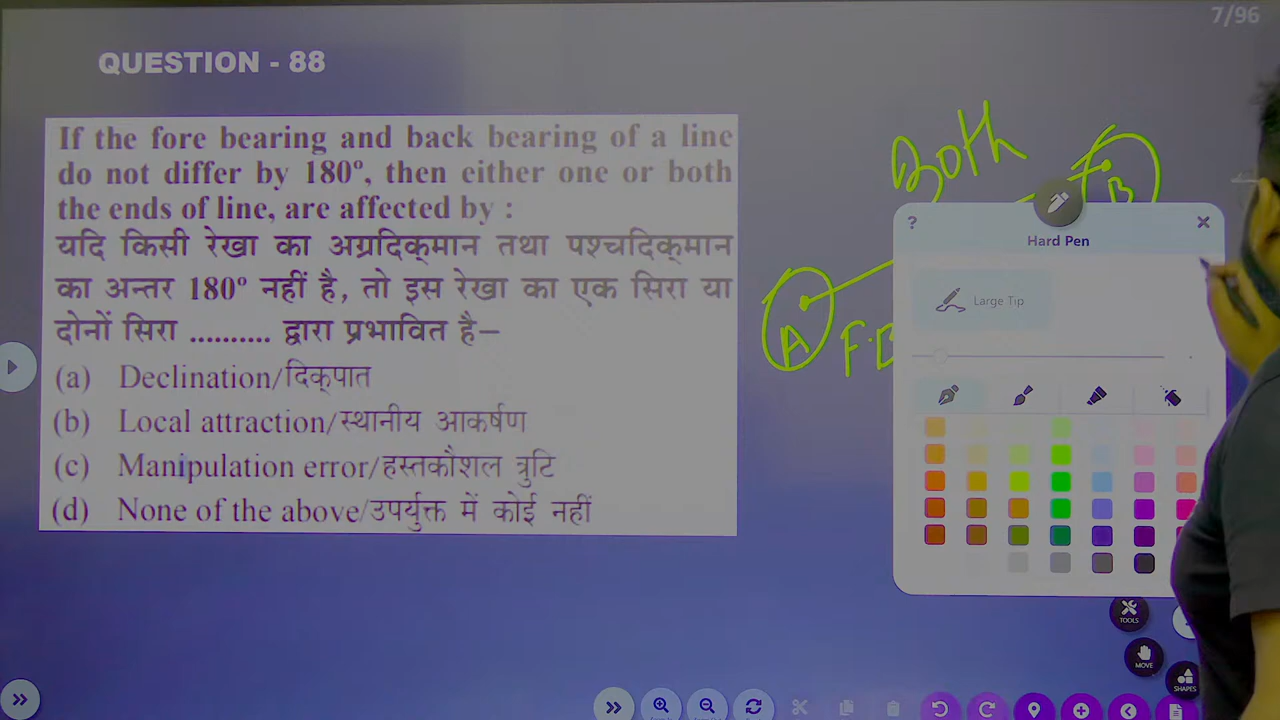 7/96
QUESTION - 88
If the fore bearing and back bearing of a line
do not differ by 180º, then either one or both
the ends of line, are affected by :
यदि किसी रेखा का अग्रदिक्‌मान तथा पश्चदिक्‌मान
का अन्तर 180º नहीं है, तो इस रेखा का एक सिरा या
दोनों सिरा .......... द्वारा प्रभावित है–
(a) Declination/दिक्‌पात
(b) Local attraction/स्थानीय आकर्षण
(c) Manipulation error/हस्तकौशल त्रुटि
(d) None of the above/उपर्युक्त में कोई नहीं
Both
B
A
F.B
?
Hard Pen
Large Tip
TOOLS
MOVE
SHAPES